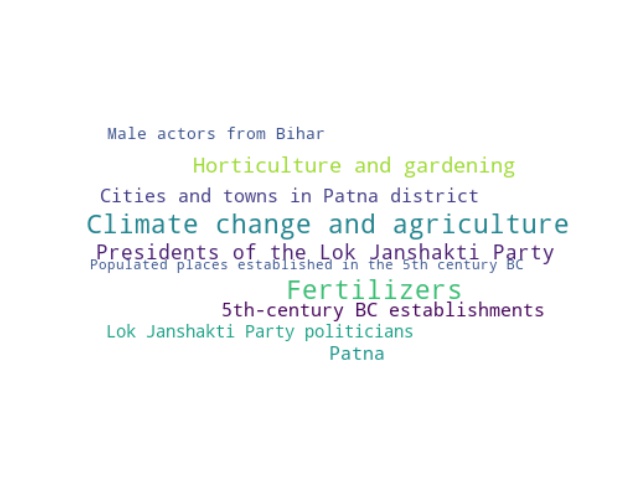 Male actors from Bihar
Horticulture and gardening
Cities and towns in Patna district
Climate change and agriculture
Presidents of the Lok Janshakti Party
Populated places established in the 5th century BC
Fertilizers
5th-century BC establishments
Lok Janshakti Party politicians
Patna